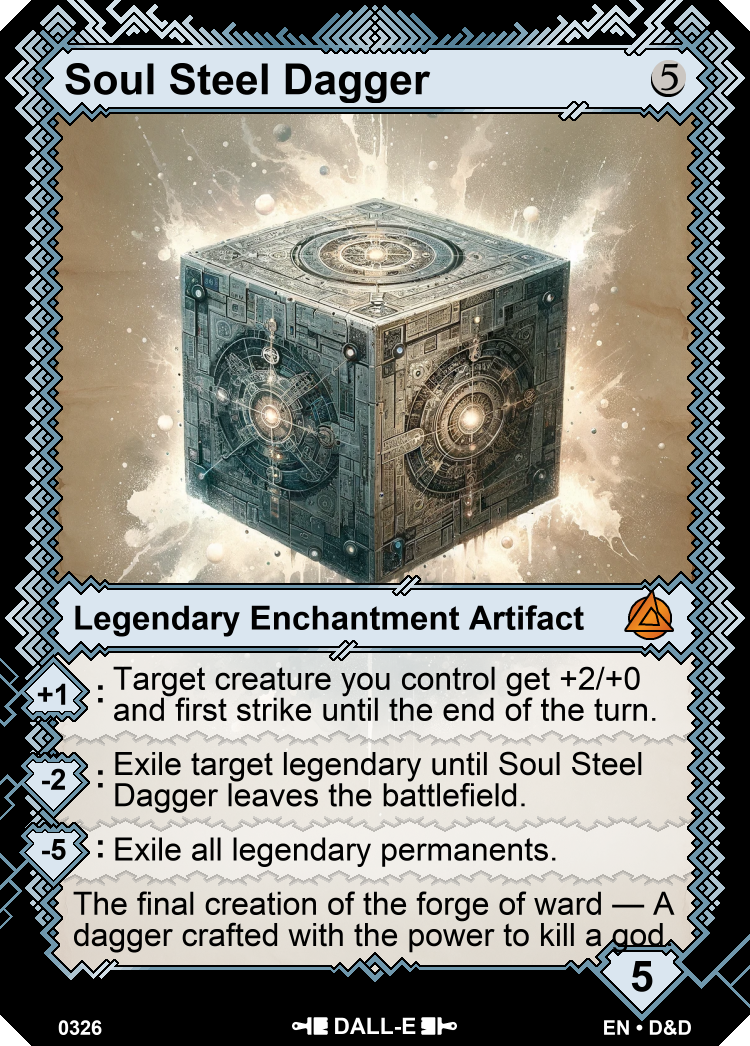 Soul Steel Dagger 5
Legendary Enchantment Artifact
+1 : Target creature you control get +2/+0
and first strike until the end of the turn.
-2 : Exile target legendary until Soul Steel
Dagger leaves the battlefield.
-5 : Exile all legendary permanents.
The final creation of the forge of ward — A
dagger crafted with the power to kill a god.
5
0326 DALL-E EN • D&D